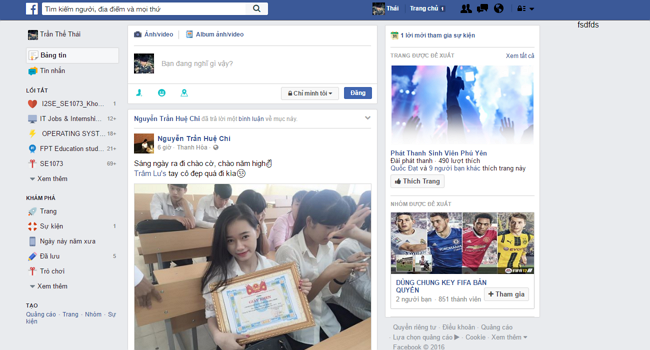 Tìm kiếm người, địa điểm và mọi thứ
Thái
Trang chủ 1
fsdfds
Trần Thế Thái
Bảng tin
Tin nhắn
LỐI TẮT
I2SE_SE1073_Kho... 1
IT Jobs & Internshi... 12
OPERATING SYST... 18
FPT Education stud... 21
SE1073 69+
Xem thêm
KHÁM PHÁ
Trang
Sự kiện 1
Ngày này năm xưa
Đã lưu 5
Trò chơi
Xem thêm
TẠO
Quảng cáo · Trang · Nhóm · Sự
kiện
Ảnh/video
Album ảnh/video
Bạn đang nghĩ gì vậy?
Chỉ mình tôi
Đăng
Nguyễn Trần Huệ Chi đã trả lời một bình luận về mục này.
Nguyễn Trần Huệ Chi
6 giờ · Thanh Hóa ·
Sáng ngày ra đi chào cờ, chào năm high
Trâm Lu's tay cô đẹp quá đi kìa
1 lời mời tham gia sự kiện
TRANG ĐƯỢC ĐỀ XUẤT
Xem tất cả
Phát Thanh Sinh Viên Phú Yên
Đài phát thanh · 490 lượt thích
Quốc Đạt và 9 người bạn khác thích trang này
Thích Trang
NHÓM ĐƯỢC ĐỀ XUẤT
DÙNG CHUNG KEY FIFA BẢN
QUYỀN
2 người bạn · 851 thành viên
Tham gia
Quyền riêng tư · Điều khoản · Quảng cáo
· Lựa chọn quảng cáo · Cookie · Xem thêm
Facebook © 2016